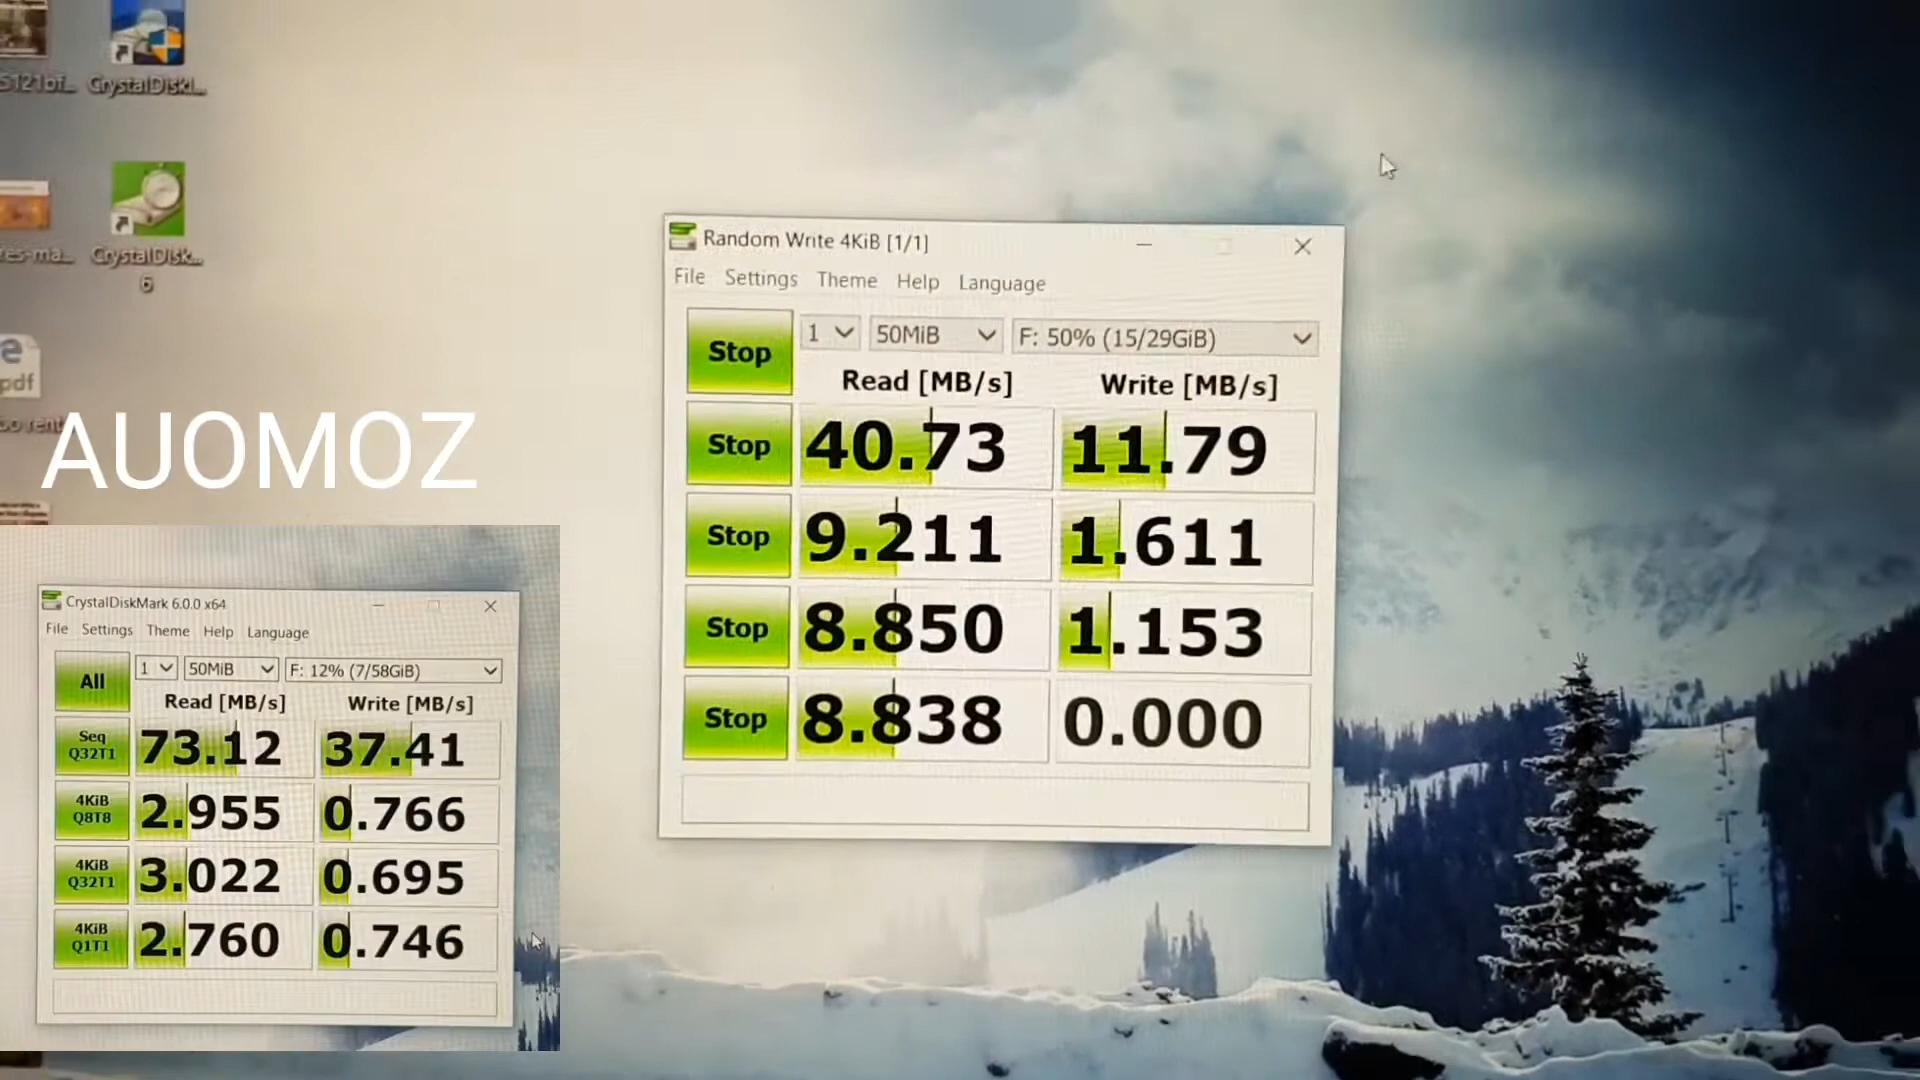 S121of...
CrystalDiskI...
es-ma...
CrystalDisk...
6
pdf
AUOMOZ
Random Write 4KiB [1/1]
File Settings Theme Help Language
Stop
1
50MiB
F: 50% (15/29GiB)
Read [MB/s]
Write [MB/s]
Stop 40.73 11.79
Stop 9.211 1.611
Stop 8.850 1.153
Stop 8.838 0.000
CrystalDiskMark 6.0.0 x64
File Settings Theme Help Language
All
1
50MiB
F: 12% (7/58GiB)
Read [MB/s]
Write [MB/s]
Seq
Q32T1
73.12 37.41
4KiB
Q8T8
2.955 0.766
4KiB
Q32T1
3.022 0.695
4KiB
Q1T1
2.760 0.746